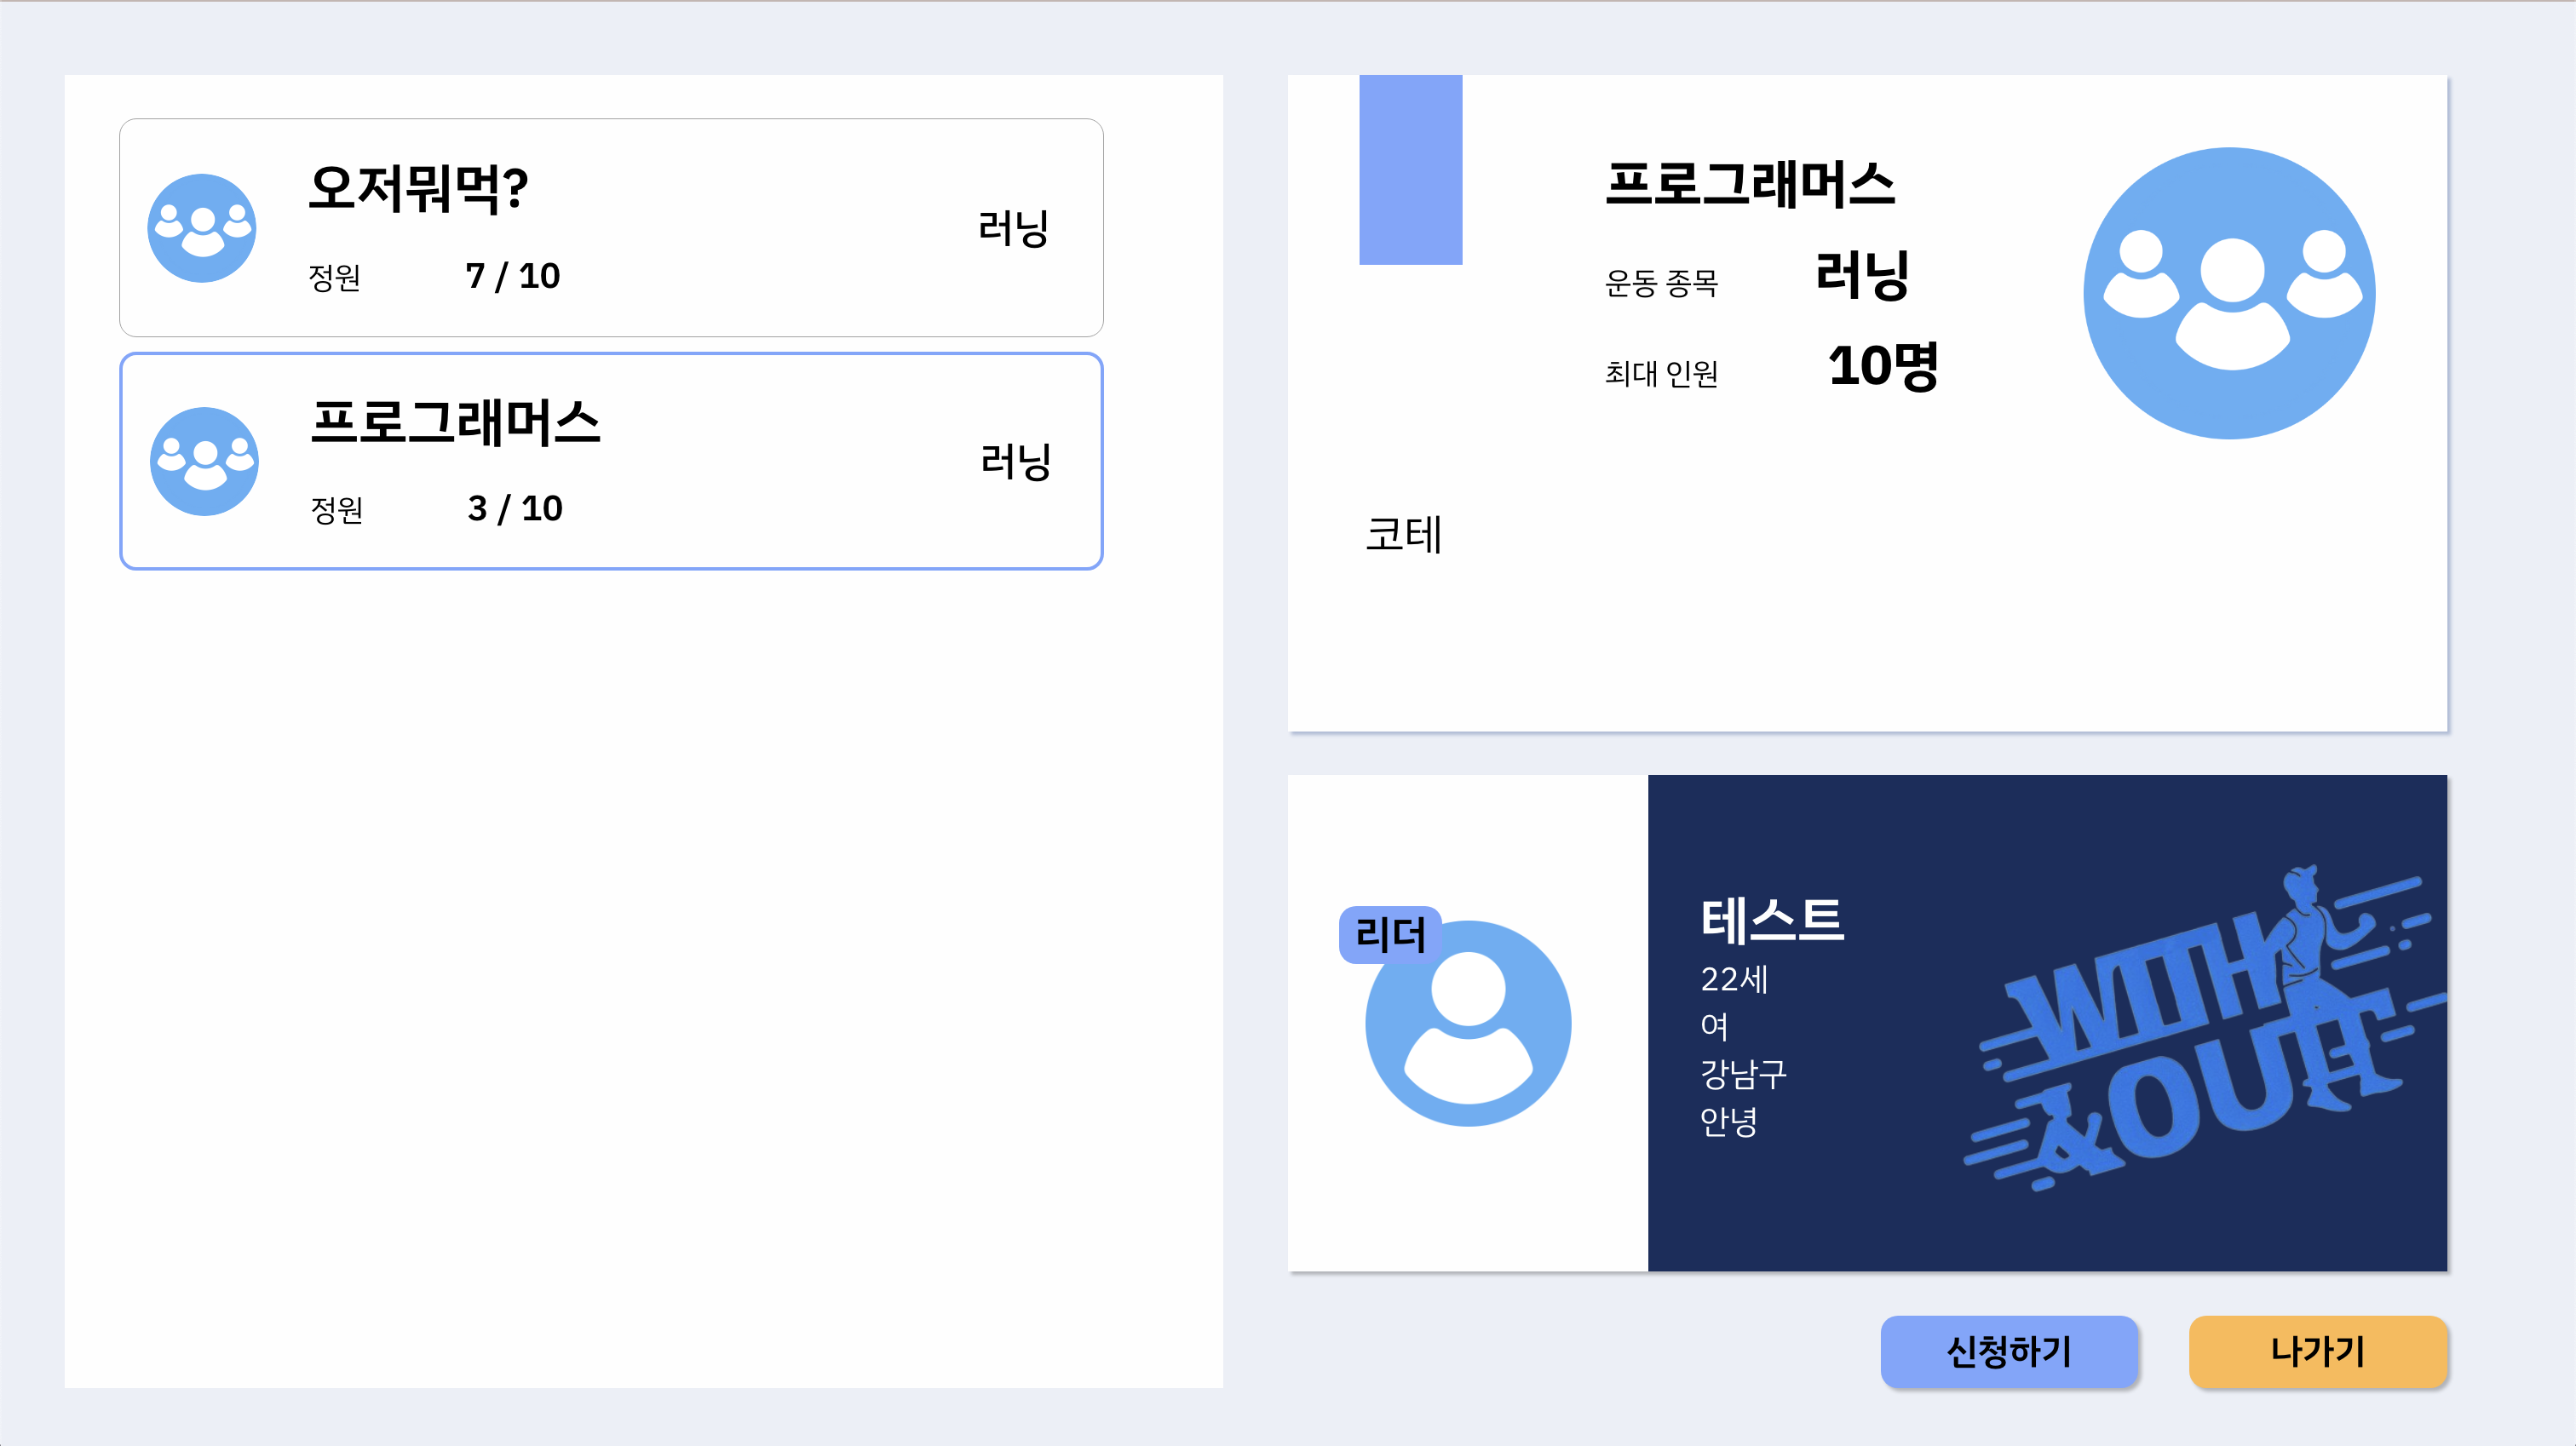 오저뭐먹?
정원 7 / 10
러닝
프로그래머스
정원 3 / 10
러닝
프로그래머스
운동 종목 러닝
최대 인원 10명
코테
리더
테스트
22세
여
강남구
안녕
WITH
&OUT
신청하기
나가기